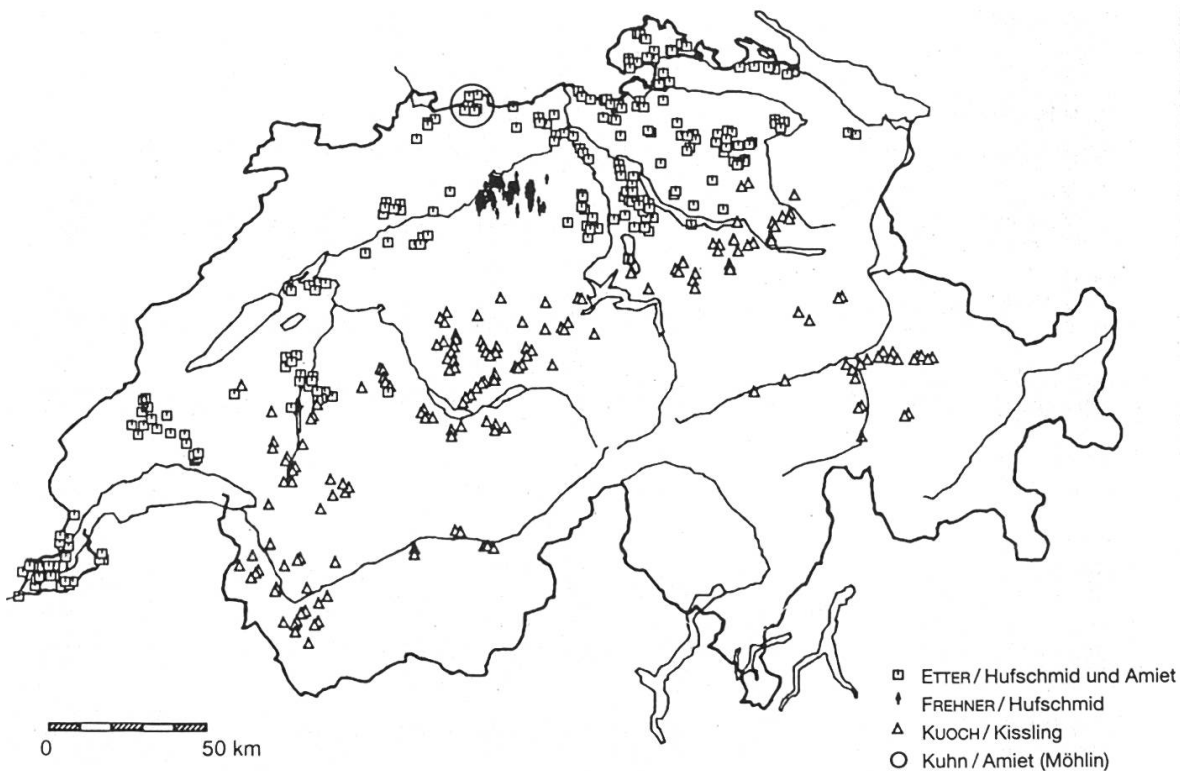 ETTER / Hufschmid und Amiet
FREHNER / Hufschmid
KUOCH / Kissling
Kuhn / Amiet (Möhlin)
0 50 km